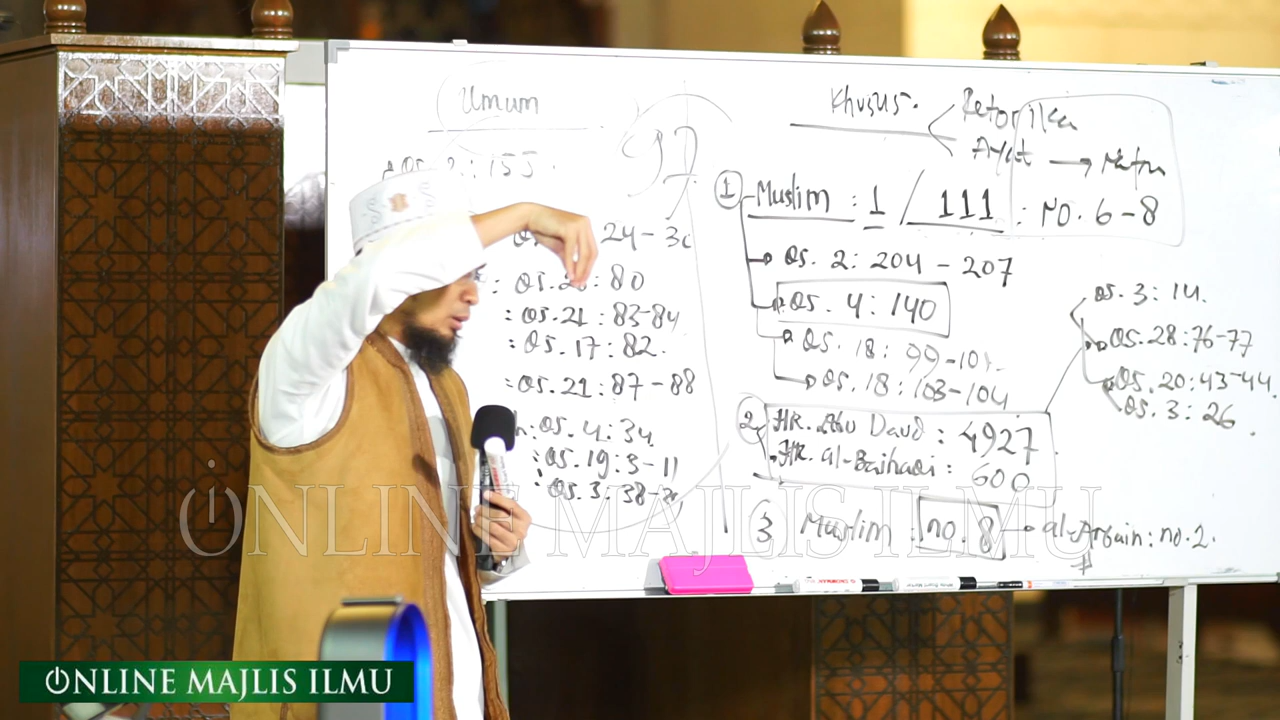 Umum
QS. 2:155.
24-30
: QS. 21: 80
: QS. 21: 83-84
: QS. 17: 82.
: QS. 21: 87-88
: QS. 4: 34
: QS. 19: 3-11
: QS. 3: 38-
97
Khusus.
Retorika
Ayat → Matn
1 Muslim : 1 / 111 : no. 6-8
QS. 2: 204 - 207
QS. 4: 140
QS. 18: 99-101
QS. 18: 103-104
2 HR. Abu Daud : 4927
HR. al-Baihaqi : 600
QS. 3: 14.
QS. 28: 76-77
QS. 20: 43-44
QS. 3: 26.
3 Muslim : no. 8 → al-Arbain: no. 2.
ONLINE MAJLIS ILMU
ONLINE MAJLIS ILMU